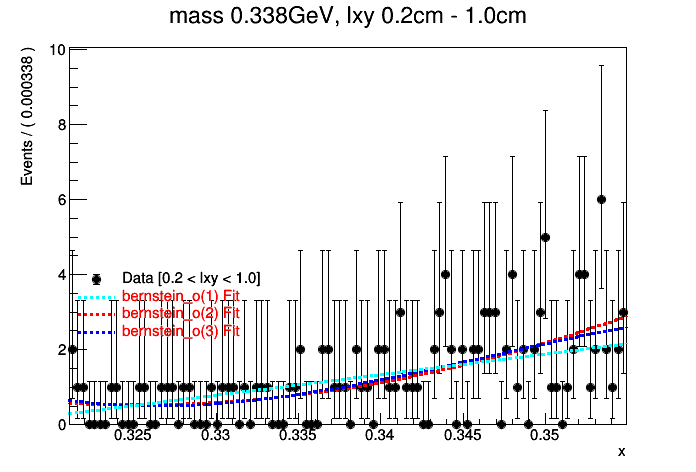 mass 0.338GeV, lxy 0.2cm - 1.0cm
Events / ( 0.000338 )
10
8
6
4
2
0
Data [0.2 < lxy < 1.0]
bernstein_o(1) Fit
bernstein_o(2) Fit
bernstein_o(3) Fit
0.325 0.33 0.335 0.34 0.345 0.35
x